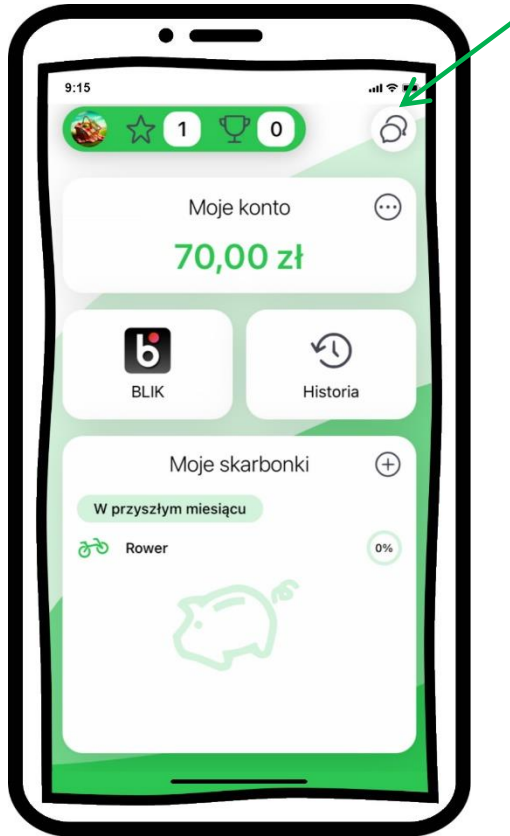 9:15
1
0
Moje konto
70,00 zł
BLIK
Historia
Moje skarbonki
W przyszłym miesiącu
Rower
0%